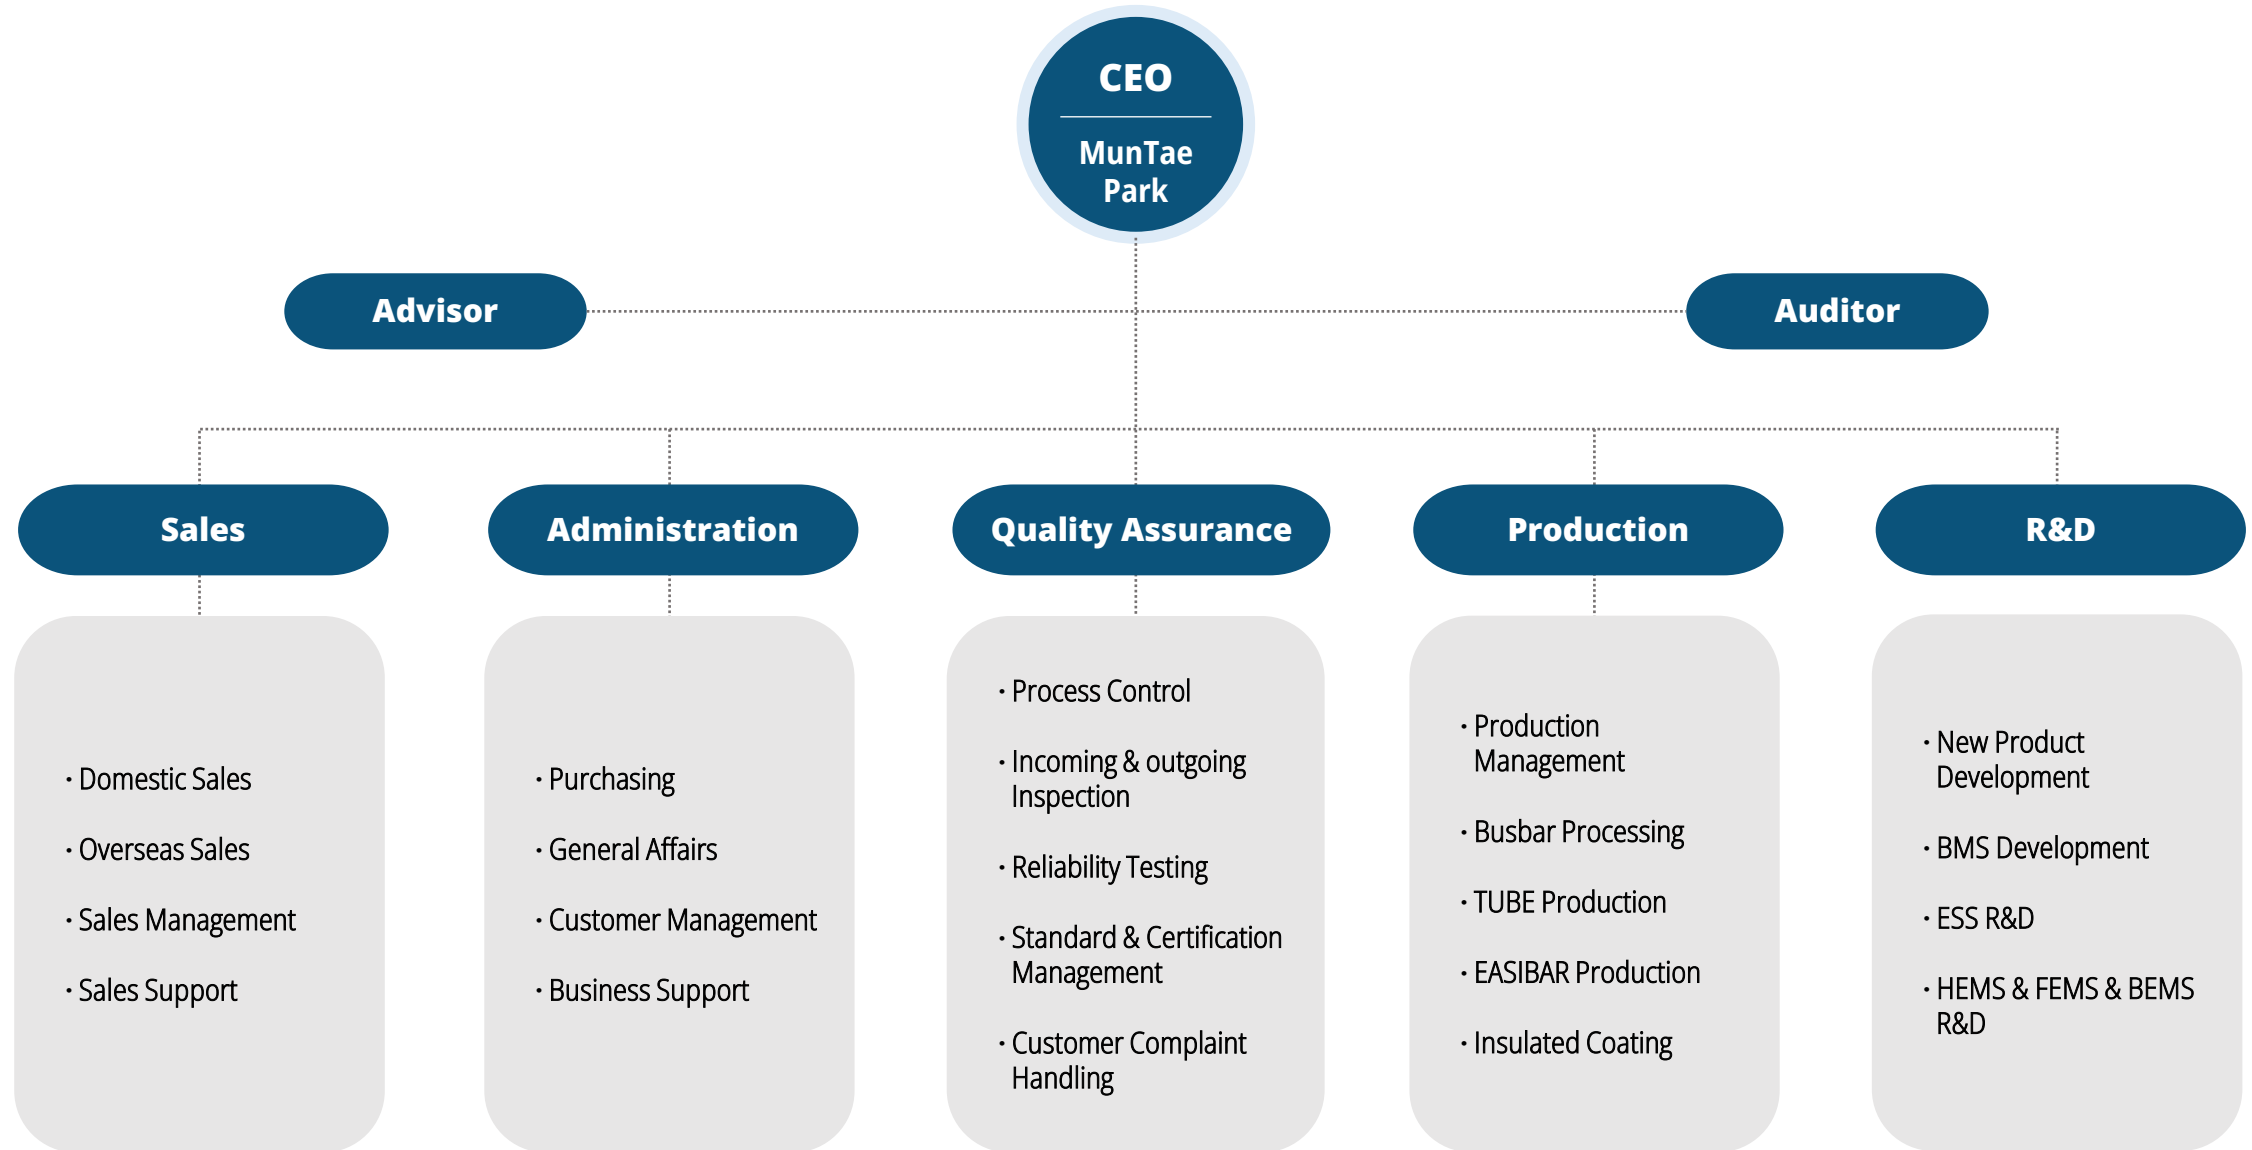 CEO
MunTae
Park
Advisor
Auditor
Sales
Administration
Quality Assurance
Production
R&D
· Domestic Sales
· Overseas Sales
· Sales Management
· Sales Support
· Purchasing
· General Affairs
· Customer Management
· Business Support
· Process Control
· Incoming & outgoing
Inspection
· Reliability Testing
· Standard & Certification
Management
· Customer Complaint
Handling
· Production
Management
· Busbar Processing
· TUBE Production
· EASIBAR Production
· Insulated Coating
· New Product
Development
· BMS Development
· ESS R&D
· HEMS & FEMS & BEMS
R&D